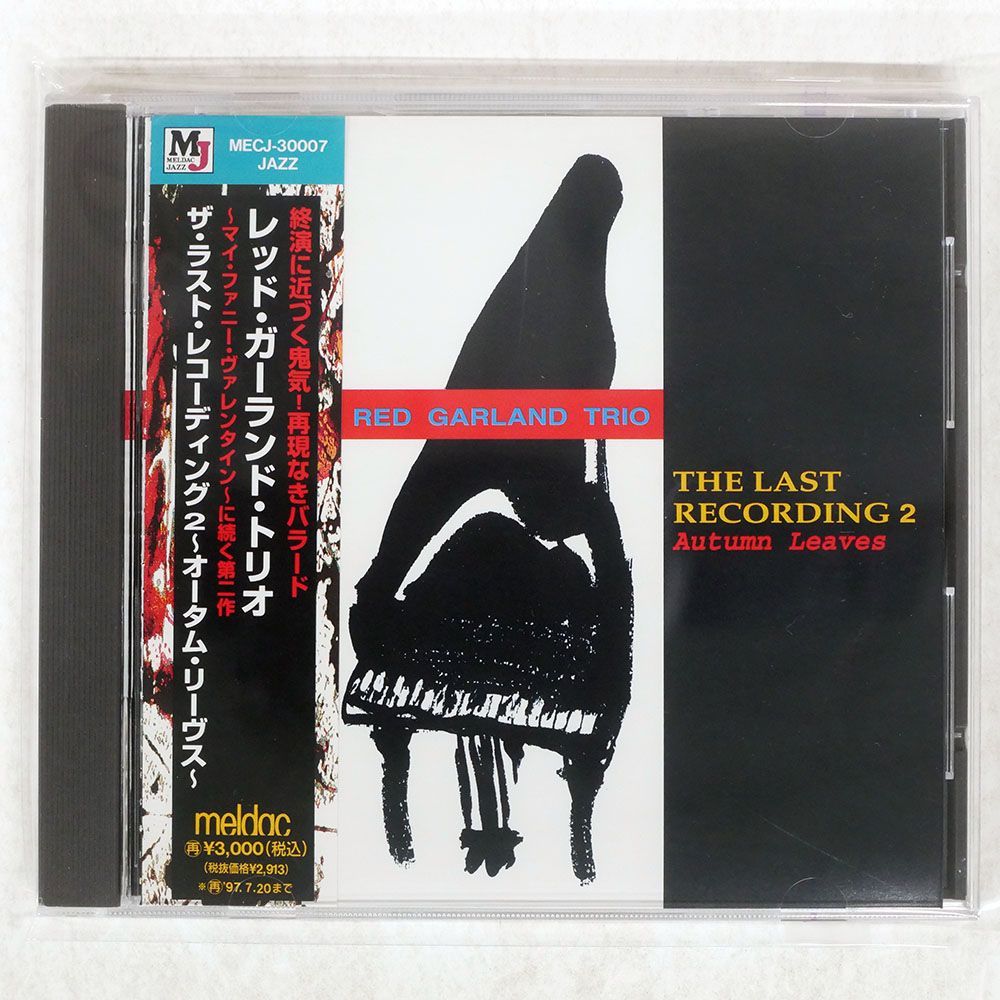 MJ
MELDAC
JAZZ
MECJ-30007
JAZZ
終演に近づく鬼気!再現なきバラード
レッド・ガーランド・トリオ
~マイ・ファニー・ヴァレンタイン~に続く第二作
ザ・ラスト・レコーディング2~オータム・リーヴス~
meldac
再¥3,000(税込)
(税抜価格¥2,913)
※再'97.7.20まで
RED GARLAND TRIO
THE LAST
RECORDING 2
Autumn Leaves